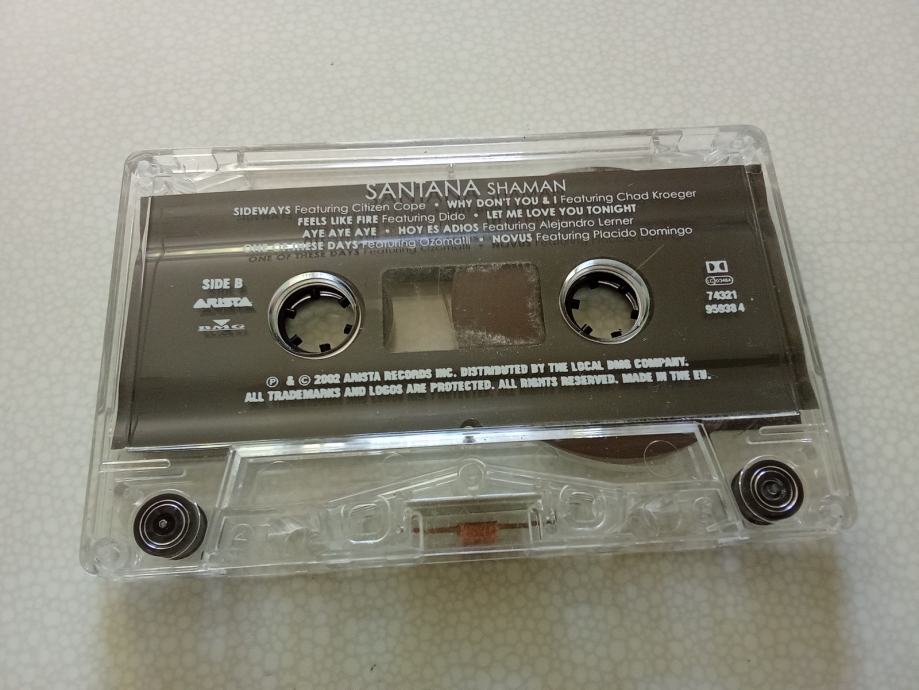 SANTANA SHAMAN
SIDEWAYS Featuring Citizen Cope • WHY DON'T YOU & I Featuring Chad Kroeger
FEELS LIKE FIRE Featuring Dido • LET ME LOVE YOU TONIGHT
AYE AYE AYE • HOY ES ADIOS Featuring Alejandro Lerner
ONE OF THESE DAYS Featuring Ozomatli • NOVUS Featuring Placido Domingo
SIDE B
ARISTA
BMG
LC 03484
74321
959384
Ⓟ & © 2002 ARISTA RECORDS INC. DISTRIBUTED BY THE LOCAL BMG COMPANY.
ALL TRADEMARKS AND LOGOS ARE PROTECTED. ALL RIGHTS RESERVED. MADE IN THE EU.